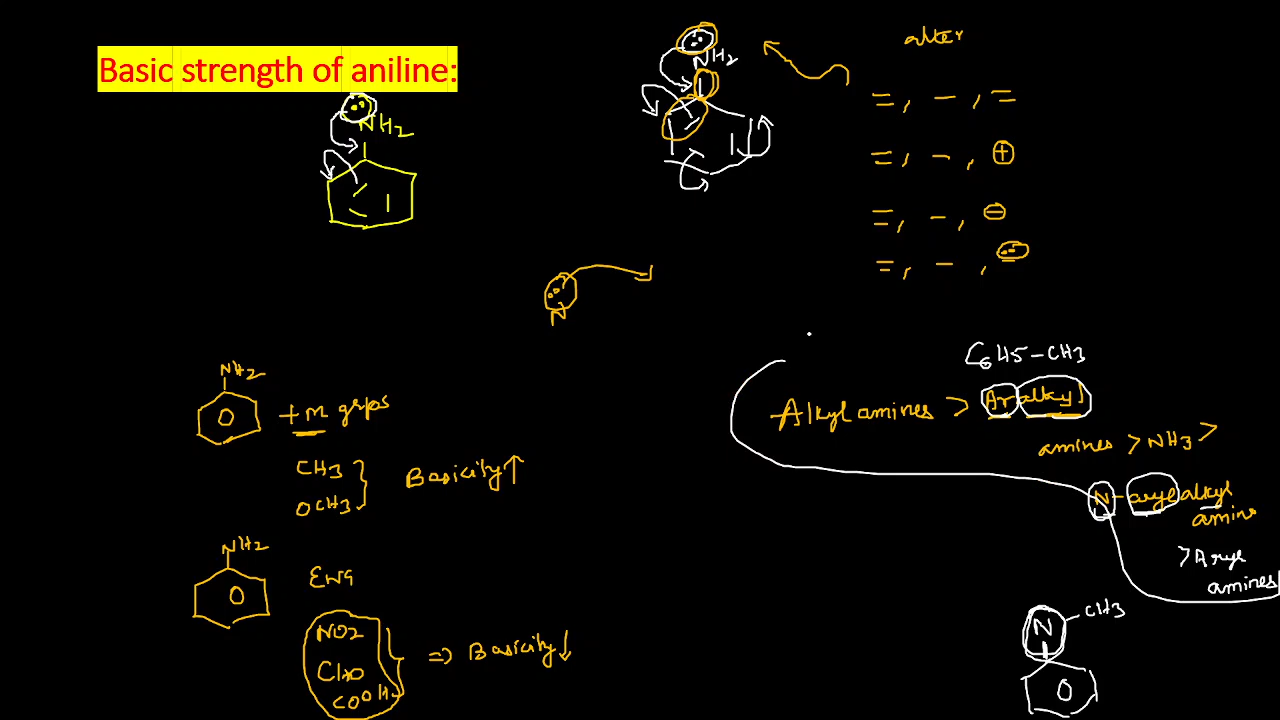 Basic strength of aniline:
NH2
NH2
alter
=, -, =
=, -, ⊕
=, -, ⊖
=, -,
N
NH2
+m grps
CH3
OCH3
Basicity↑
NH2
EWG
NO2
CHO
COOH
=> Basicity↓
C6H5-CH3
Alkyl amines > Aralkyl
amines > NH3 >
N-aryl alkyl
amine
> Aryl
amines
N-CH3